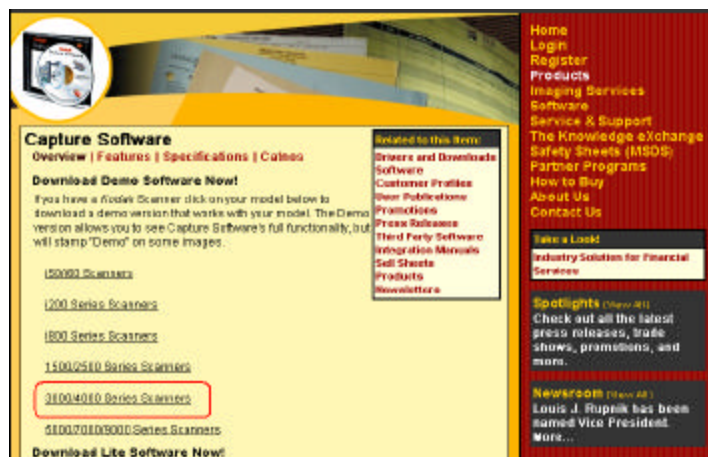 Capture Software
Overview | Features | Specifications | Catnos
Download Demo Software Now!
If you have a Kodak Scanner click on your model below to
download a demo version that works with your model. The Demo
version allows you to see Capture Software's full functionality, but
will stamp "Demo" on some images.
i50/i60 Scanners
i200 Series Scanners
i800 Series Scanners
1500/2500 Series Scanners
3000/4000 Series Scanners
5000/7000/9000 Series Scanners
Download Lite Software Now!
Related to this Item:
Drivers and Downloads
Software
Customer Profiles
User Publications
Promotions
Press Releases
Third Party Software
Integration Manuals
Sell Sheets
Products
Newsletters
Home
Login
Register
Products
Imaging Services
Software
Service & Support
The Knowledge eXchange
Safety Sheets (MSDS)
Partner Programs
How to Buy
About Us
Contact Us
Take a Look!
Industry Solution for Financial
Services
Spotlights (View All)
Check out all the latest
press releases, trade
shows, promotions, and
more.
Newsroom (View All)
Louis J. Rupnik has been
named Vice President.
More...